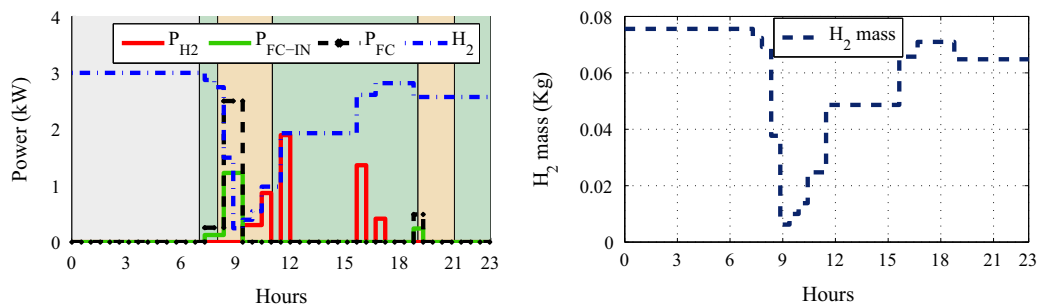 P_H2 P_FC−IN P_FC H_2
Power (kW)
4
3
2
1
0
0 3 6 9 12 15 18 23
Hours
H_2 mass
H_2 mass (Kg)
0.08
0.06
0.04
0.02
0
0 3 6 9 12 15 18 23
Hours